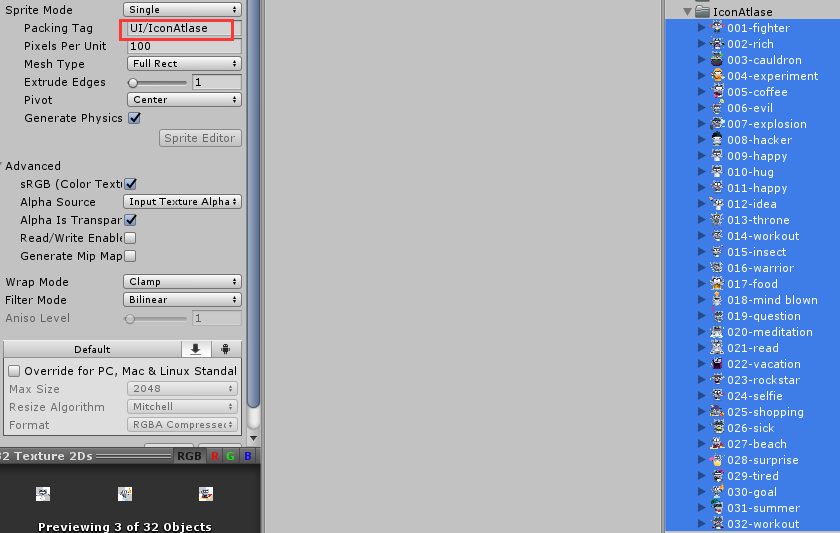 Sprite Mode Single
Packing Tag UI/IconAtlase
Pixels Per Unit 100
Mesh Type Full Rect
Extrude Edges 1
Pivot Center
Generate Physics
Sprite Editor
Advanced
sRGB (Color Textu
Alpha Source Input Texture Alpha
Alpha Is Transpar
Read/Write Enable
Generate Mip Map
Wrap Mode Clamp
Filter Mode Bilinear
Aniso Level 1
Default
Override for PC, Mac & Linux Standal
Max Size 2048
Resize Algorithm Mitchell
Format RGBA Compressed
32 Texture 2Ds RGB R G B
Previewing 3 of 32 Objects
IconAtlase
001-fighter
002-rich
003-cauldron
004-experiment
005-coffee
006-evil
007-explosion
008-hacker
009-happy
010-hug
011-happy
012-idea
013-throne
014-workout
015-insect
016-warrior
017-food
018-mind blown
019-question
020-meditation
021-read
022-vacation
023-rockstar
024-selfie
025-shopping
026-sick
027-beach
028-surprise
029-tired
030-goal
031-summer
032-workout